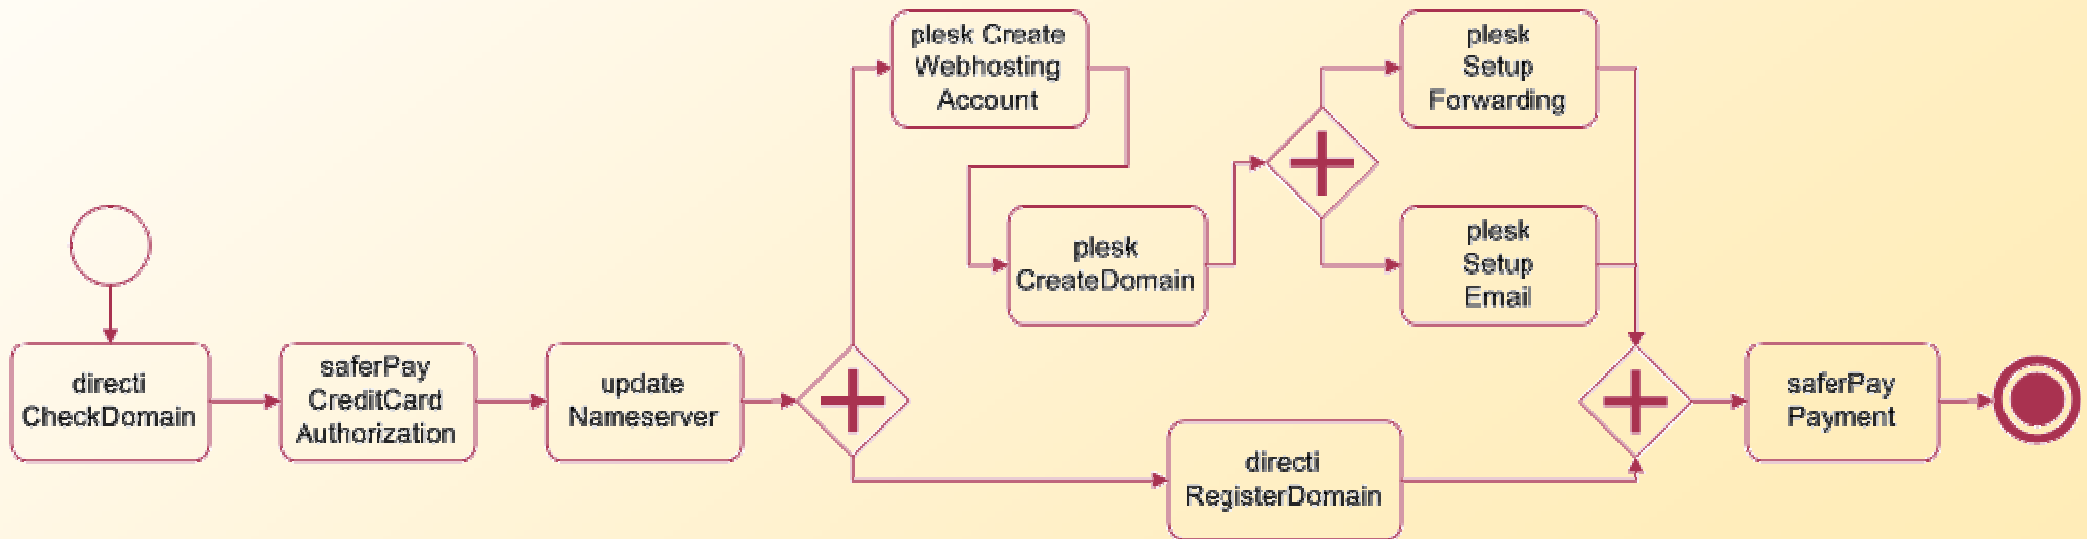 directi
CheckDomain
saferPay
CreditCard
Authorization
update
Nameserver
plesk Create
Webhosting
Account
plesk
CreateDomain
plesk
Setup
Forwarding
plesk
Setup
Email
directi
RegisterDomain
saferPay
Payment